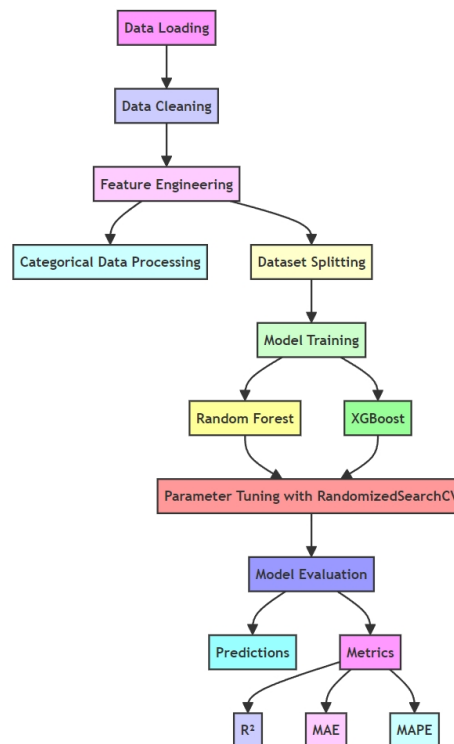 Data Loading
Data Cleaning
Feature Engineering
Categorical Data Processing
Dataset Splitting
Model Training
Random Forest
XGBoost
Parameter Tuning with RandomizedSearchCV
Model Evaluation
Predictions
Metrics
R²
MAE
MAPE